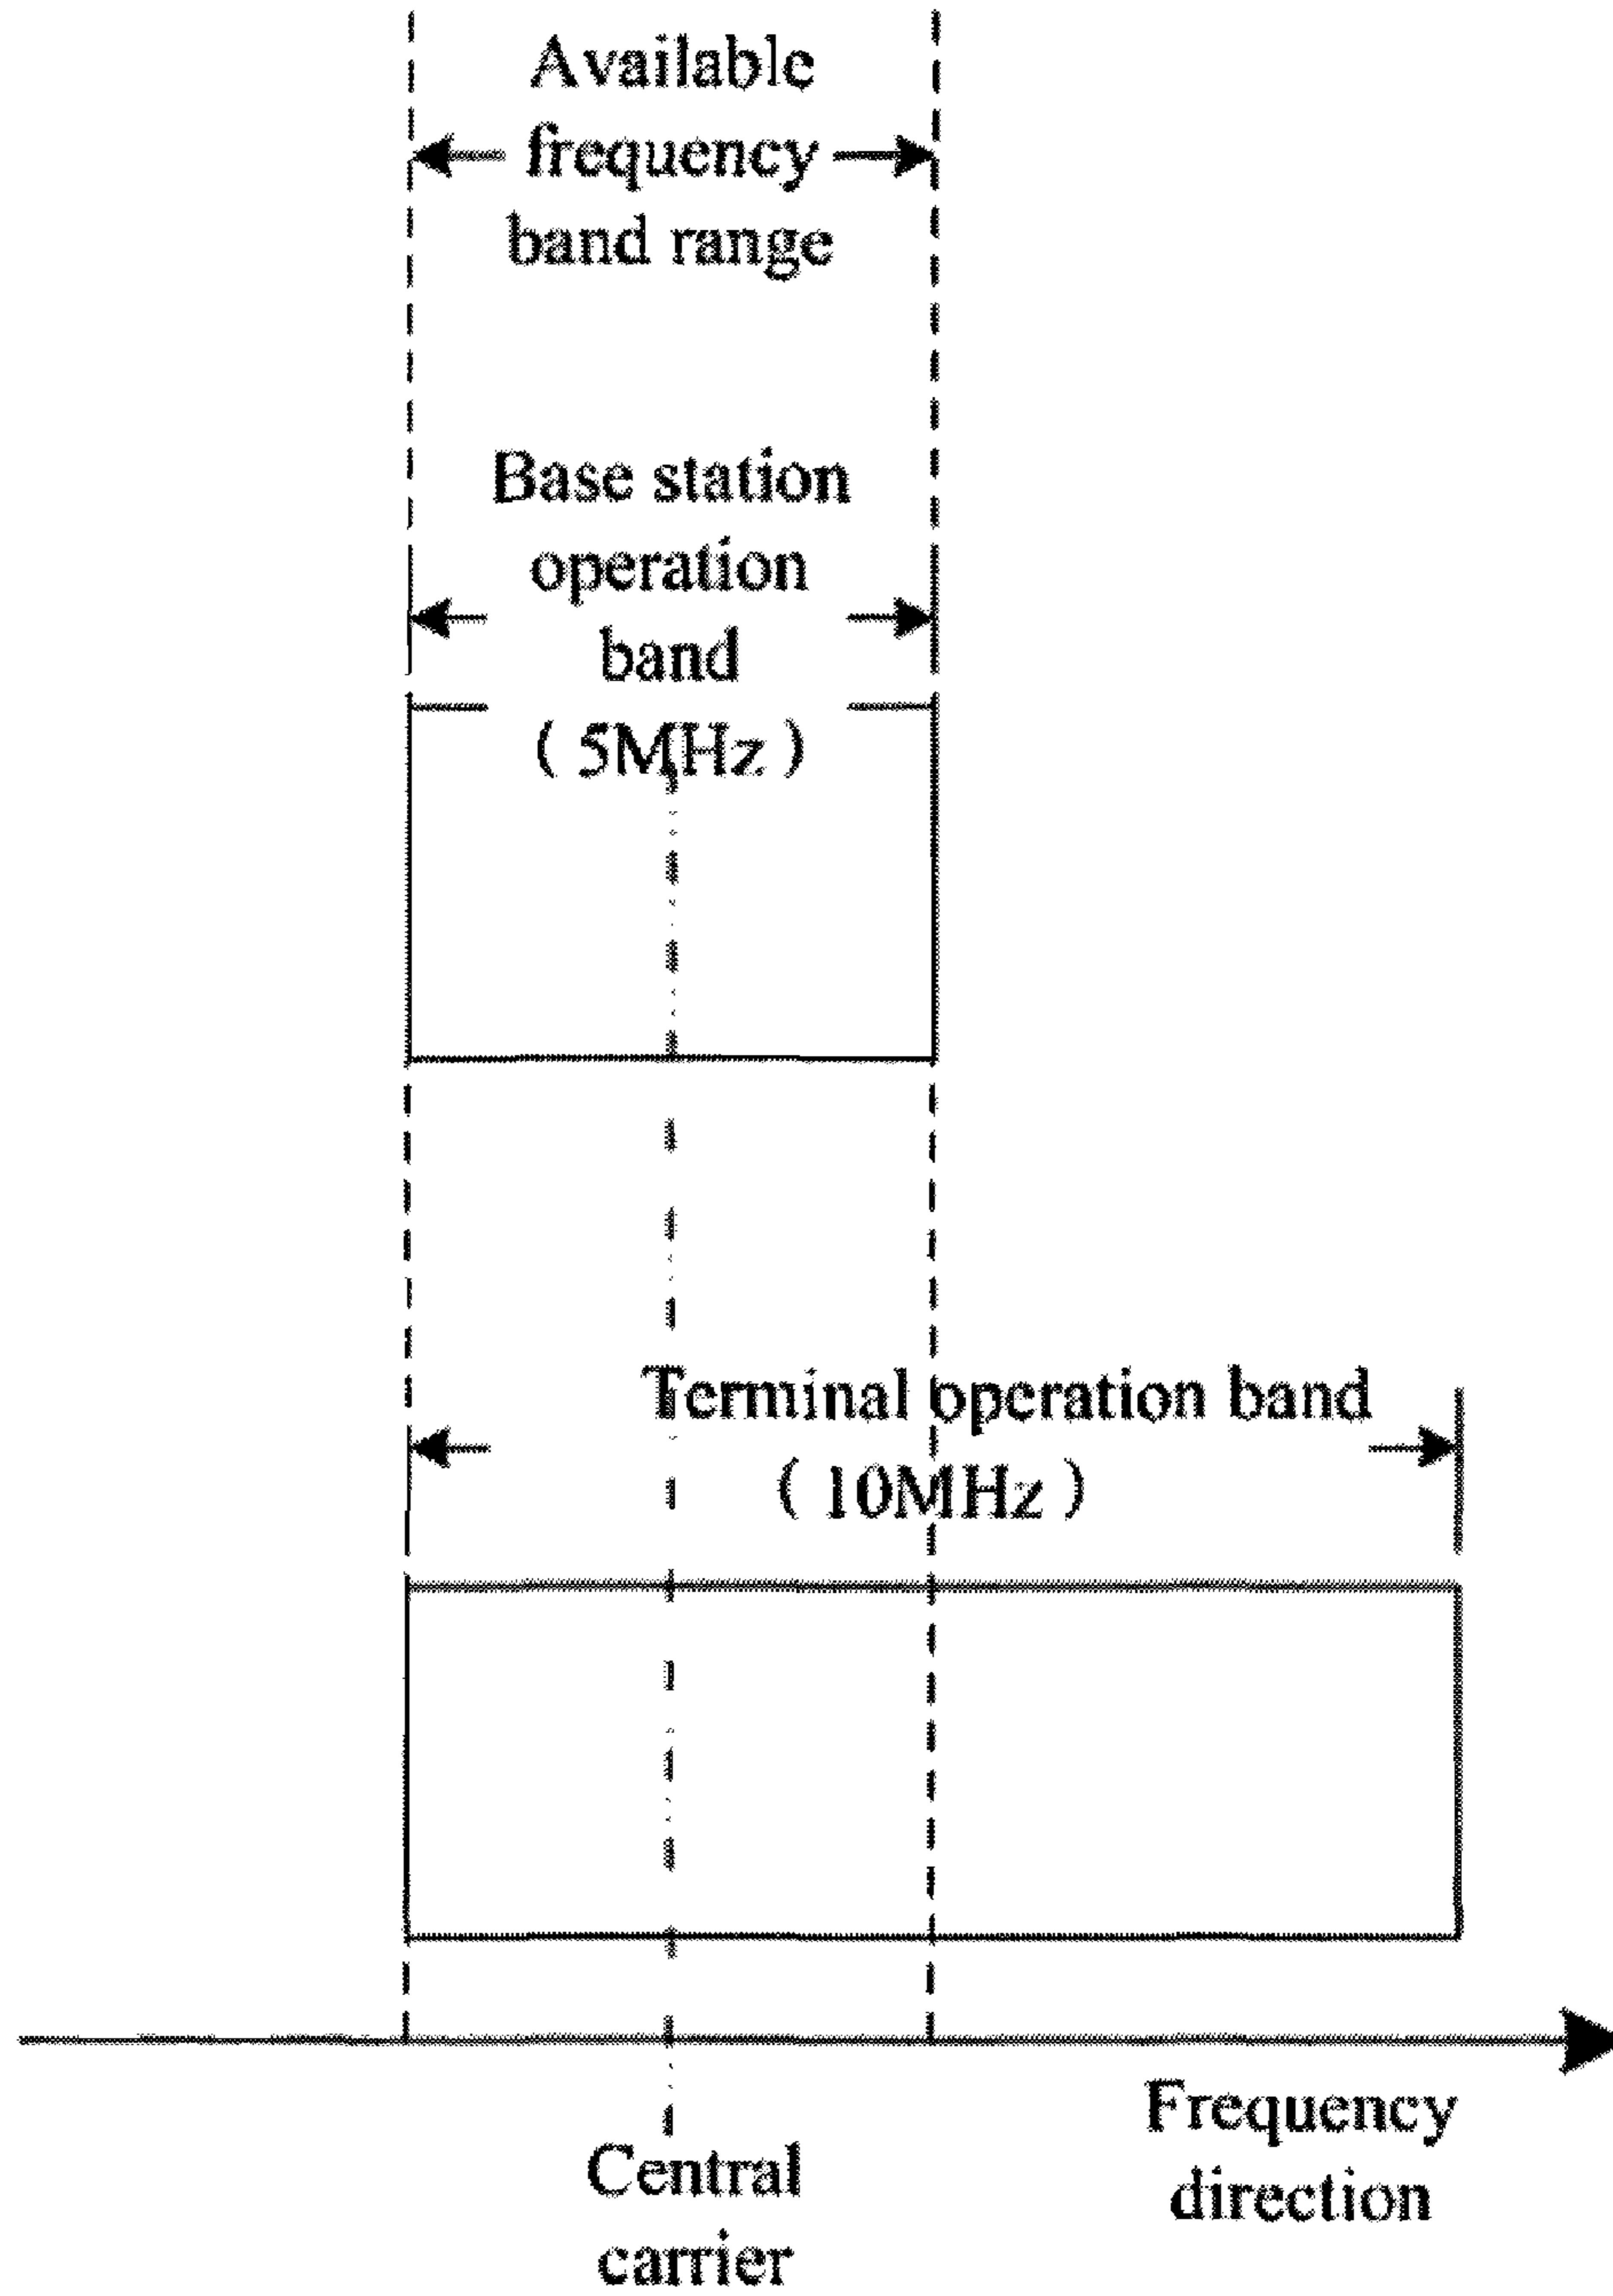 Available
frequency
band range
Base station
operation
band
( 5MHz )
Terminal operation band
( 10MHz )
Frequency
direction
Central
carrier